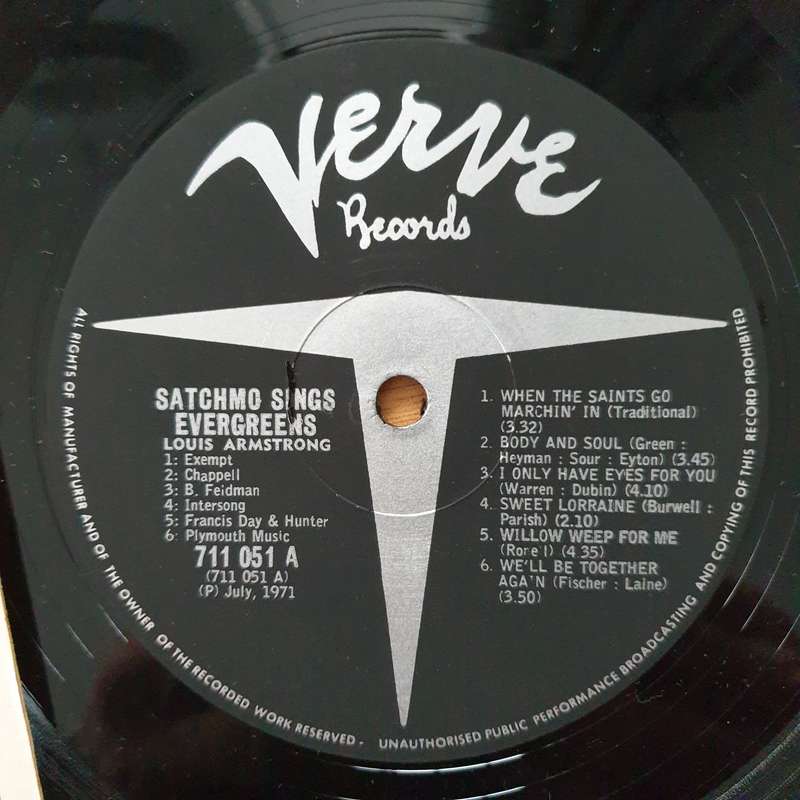 Verve
Records
SATCHMO SINGS
EVERGREENS
LOUIS ARMSTRONG
1: Exempt
2: Chappell
3: B. Feidman
4: Intersong
5: Francis Day & Hunter
6: Plymouth Music
711 051 A
(711 051 A)
(P) July, 1971
1. WHEN THE SAINTS GO
MARCHIN' IN (Traditional)
(3.32)
2. BODY AND SOUL (Green :
Heyman : Sour : Eyton) (3.45)
3. I ONLY HAVE EYES FOR YOU
(Warren : Dubin) (4.10)
4. SWEET LORRAINE (Burwell :
Parish) (2.10)
5. WILLOW WEEP FOR ME
(Rore l) (4 35)
6. WE'LL BE TOGETHER
AGA'N (Fischer : Laine)
(3.50)
ALL RIGHTS OF MANUFACTURER AND OF THE OWNER OF THE RECORDED WORK RESERVED - UNAUTHORISED PUBLIC PERFORMANCE BROADCASTING AND COPYING OF THIS RECORD PROHIBITED